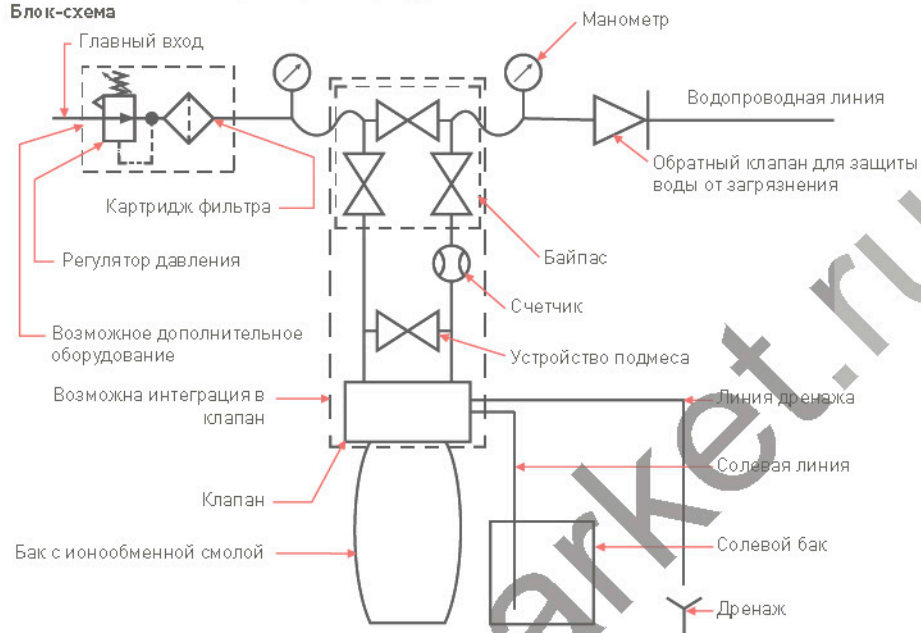 Блок-схема
Главный вход
Манометр
Водопроводная линия
Обратный клапан для защиты
воды от загрязнения
Картридж фильтра
Байпас
Регулятор давления
Счетчик
Возможное дополнительное
оборудование
Устройство подмеса
Возможна интеграция в
клапан
Линия дренажа
Солевая линия
Клапан
Бак с ионообменной смолой
Солевой бак
Дренаж
arket.ru